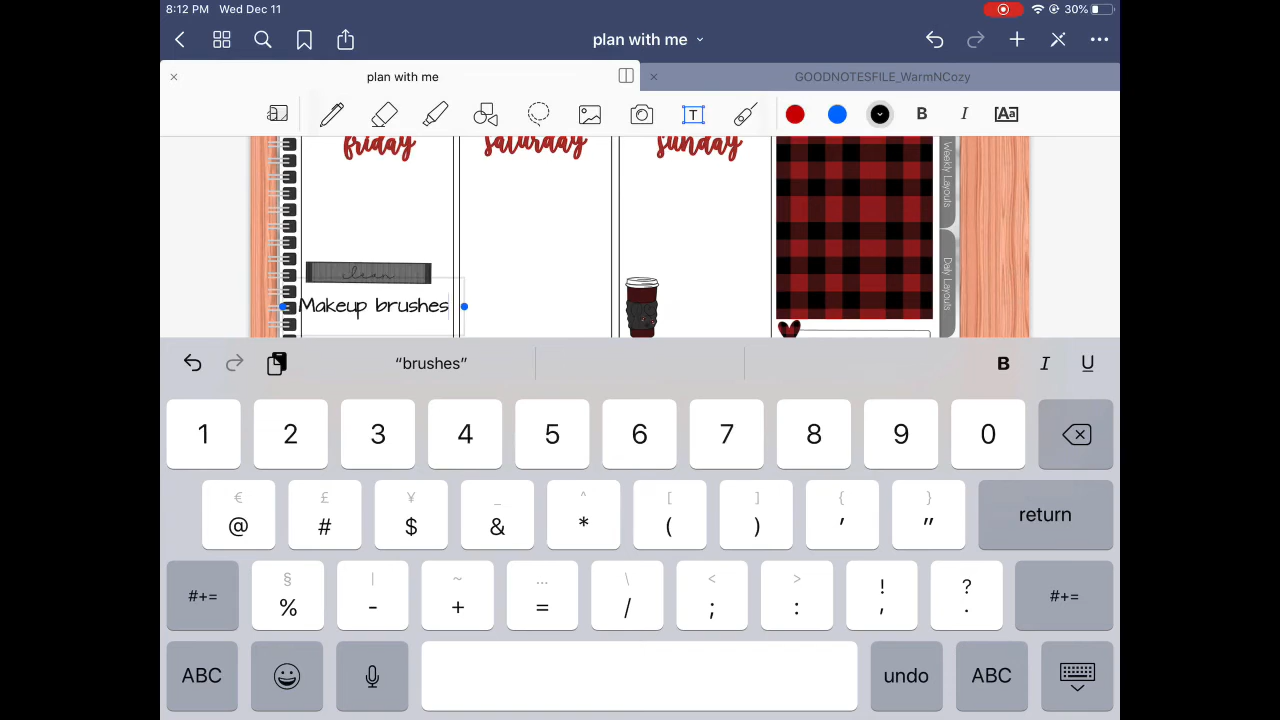 8:12 PM Wed Dec 11
30%
plan with me
plan with me
GOODNOTESFILE_WarmNCozy
T
B I Aa
friday saturday sunday
Weekly Layouts
Daily Layouts
clean
Makeup brushes
“brushes”
B I U
1 2 3 4 5 6 7 8 9 0
€ £ ¥ _ ^ [ ] { }
@ # $ & * ( ) ' " return
§ | ~ … \ < > ! ?
#+= % - + = / ; : , . #+=
ABC undo ABC